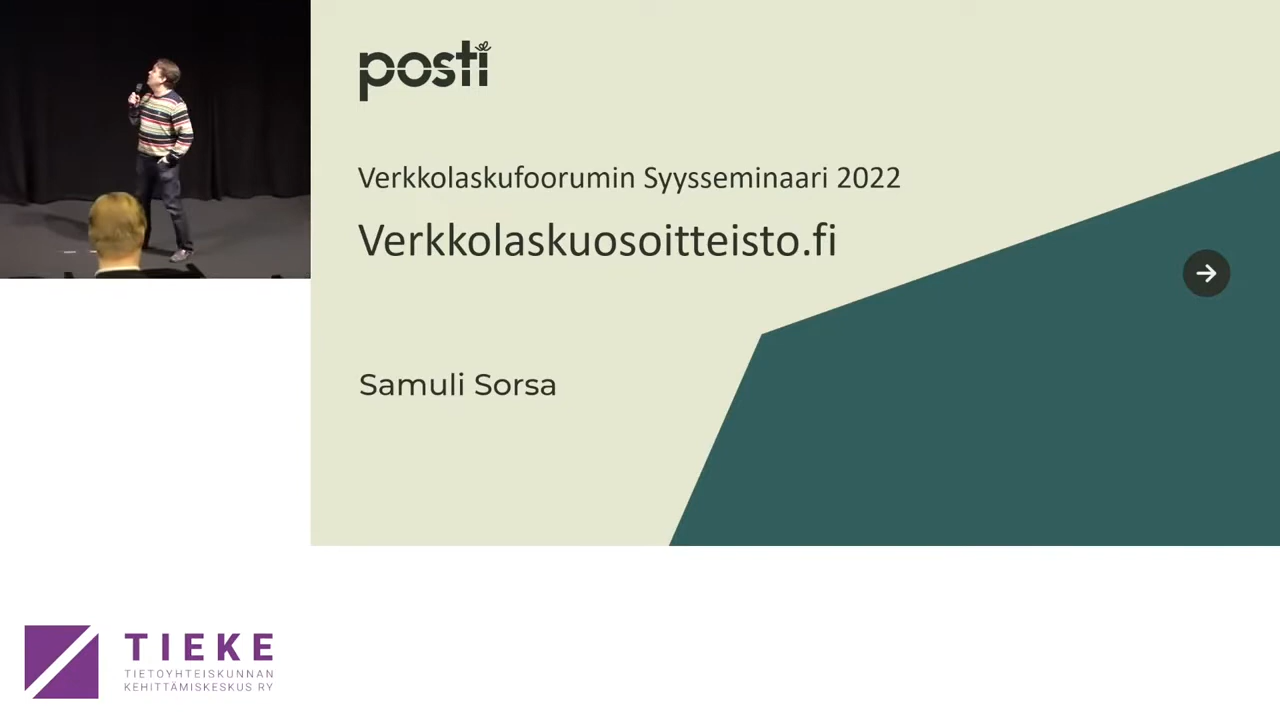 posti
Verkkolaskufoorumin Syysseminaari 2022
Verkkolaskuosoitteisto.fi
Samuli Sorsa
TIEKE
TIETOYHTEISKUNNAN
KEHITTÄMISKESKUS RY